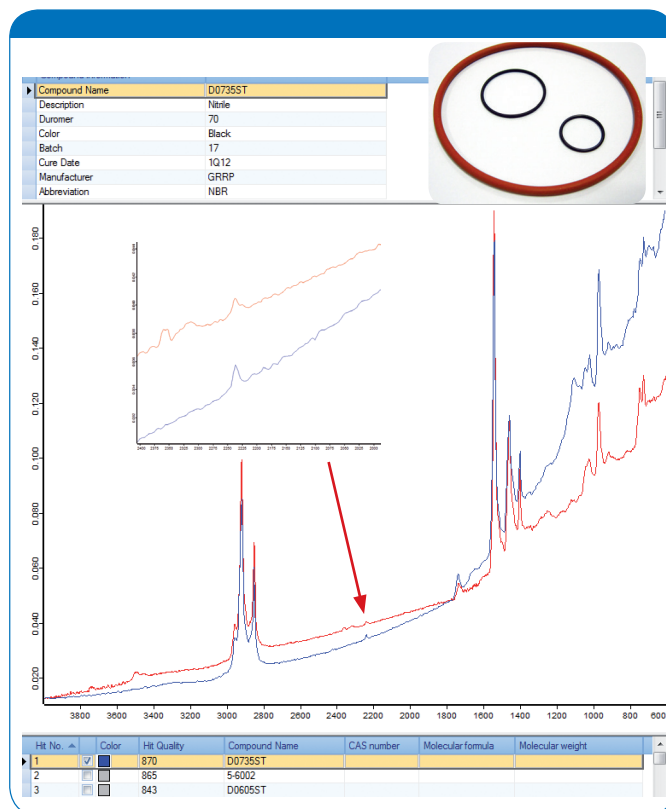 Compound Information
Compound Name D0735ST
Description Nitrile
Duromer 70
Color Black
Batch 17
Cure Date 1Q12
Manufacturer GRRP
Abbreviation NBR
0.180
0.160
0.140
0.120
0.100
0.080
0.060
0.040
0.020
3800 3600 3400 3200 3000 2800 2600 2400 2200 2000 1800 1600 1400 1200 1000 800 600
Hit No. Color Hit Quality Compound Name CAS number Molecular formula Molecular weight
1 870 D0735ST
2 865 5-6002
3 843 D0605ST